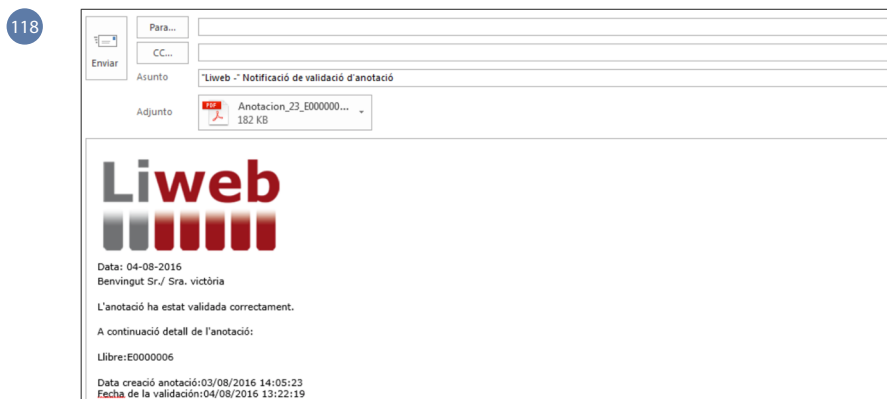 118
Para...
CC...
Enviar
Asunto
"Liweb -" Notificació de validació d'anotació
Adjunto
PDF
Anotacion_23_E000000...
182 KB
Liweb
Data: 04-08-2016
Benvingut Sr./ Sra. victòria
L'anotació ha estat validada correctament.
A continuació detall de l'anotació:
Llibre:E0000006
Data creació anotació:03/08/2016 14:05:23
Fecha de la validación:04/08/2016 13:22:19